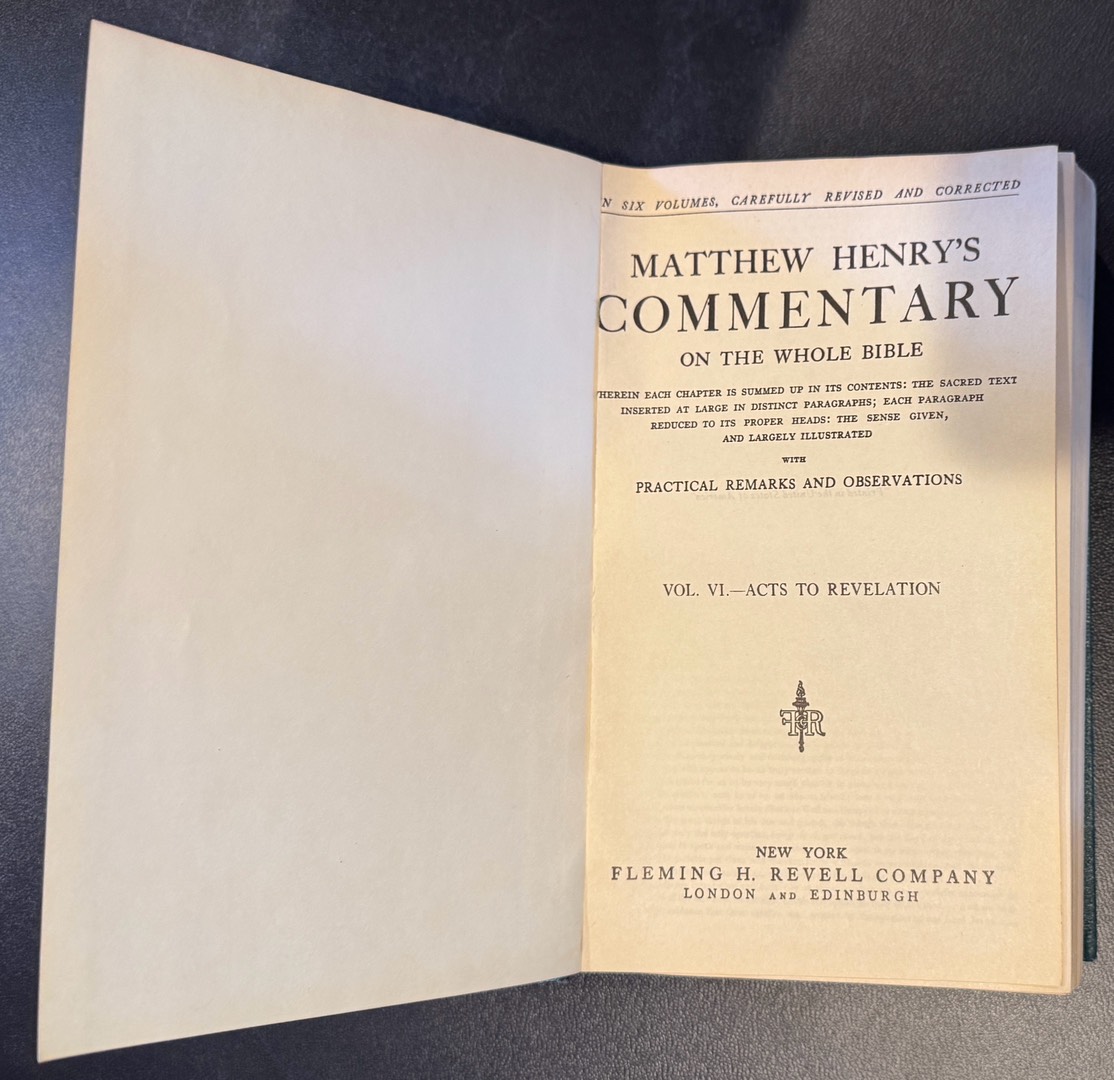 N SIX VOLUMES, CAREFULLY REVISED AND CORRECTED
MATTHEW HENRY'S
COMMENTARY
ON THE WHOLE BIBLE
HEREIN EACH CHAPTER IS SUMMED UP IN ITS CONTENTS: THE SACRED TEXT
INSERTED AT LARGE IN DISTINCT PARAGRAPHS; EACH PARAGRAPH
REDUCED TO ITS PROPER HEADS: THE SENSE GIVEN,
AND LARGELY ILLUSTRATED
WITH
PRACTICAL REMARKS AND OBSERVATIONS
VOL. VI.—ACTS TO REVELATION
FHR
NEW YORK
FLEMING H. REVELL COMPANY
LONDON AND EDINBURGH